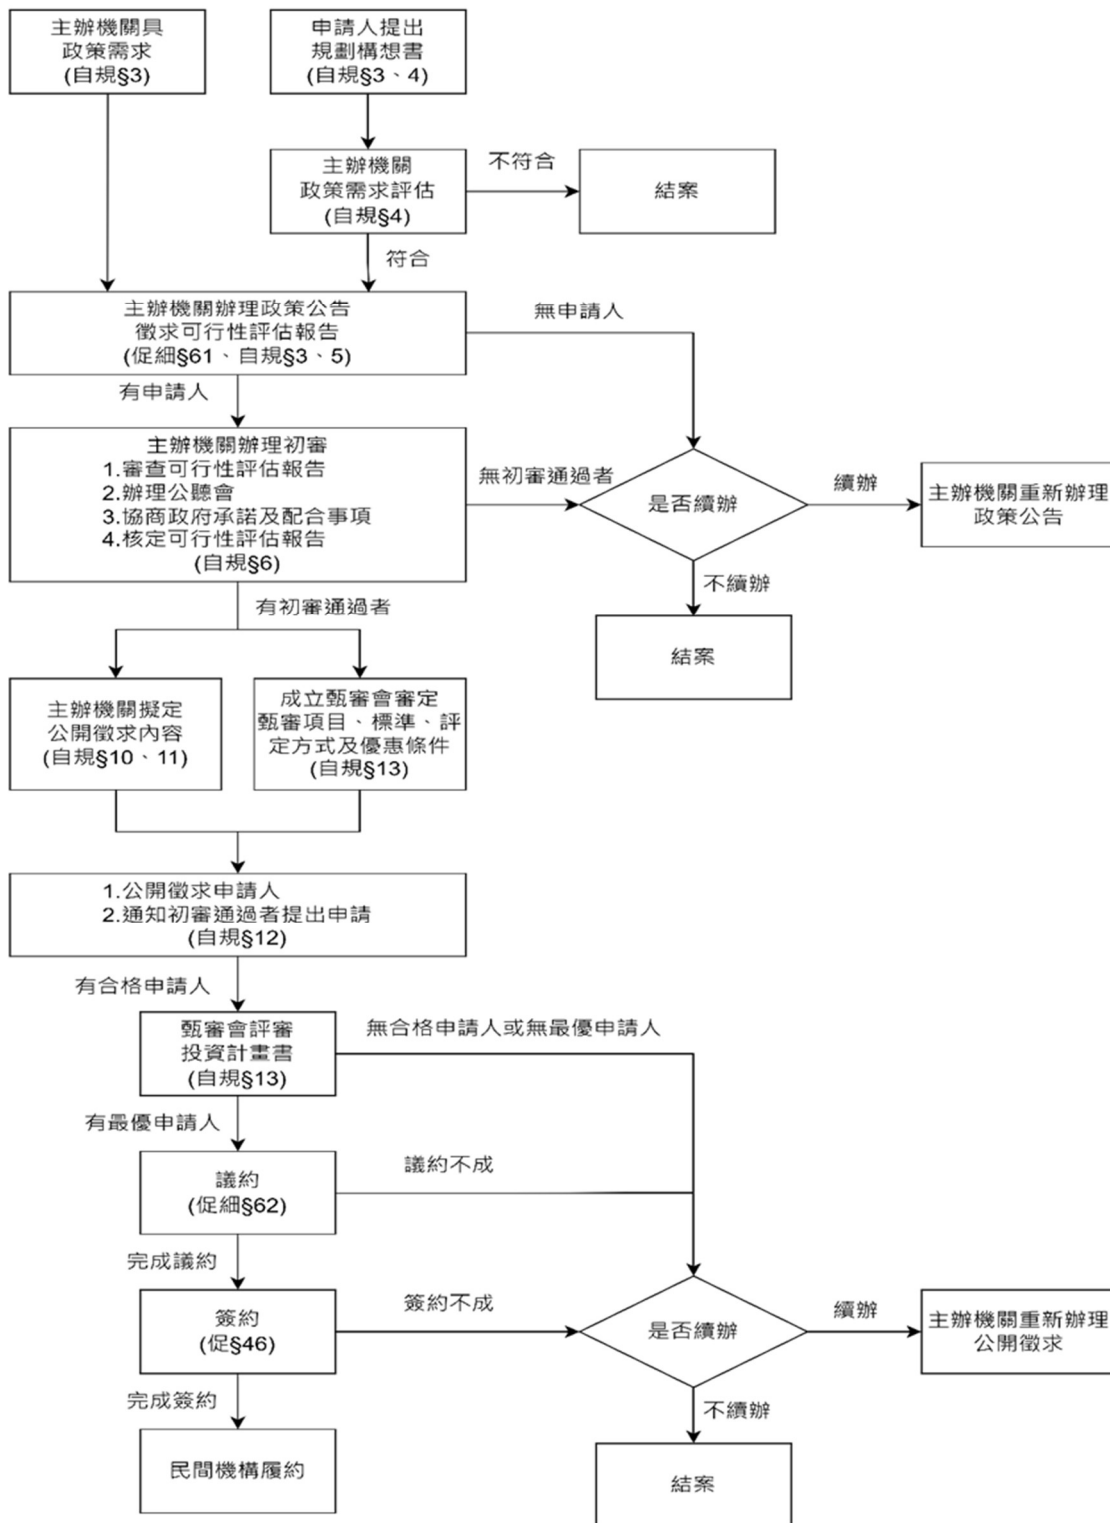 主辦機關具
政策需求
(自規§3)
申請人提出
規劃構想書
(自規§3、4)
主辦機關
政策需求評估
(自規§4)
不符合
結案
符合
主辦機關辦理政策公告
徵求可行性評估報告
(促細§61、自規§3、5)
無申請人
有申請人
主辦機關辦理初審
1.審查可行性評估報告
2.辦理公聽會
3.協商政府承諾及配合事項
4.核定可行性評估報告
(自規§6)
無初審通過者
是否續辦
續辦
主辦機關重新辦理
政策公告
不續辦
結案
有初審通過者
主辦機關擬定
公開徵求內容
(自規§10、11)
成立甄審會審定
甄審項目、標準、評
定方式及優惠條件
(自規§13)
1.公開徵求申請人
2.通知初審通過者提出申請
(自規§12)
有合格申請人
甄審會評審
投資計畫書
(自規§13)
無合格申請人或無最優申請人
有最優申請人
議約
(促細§62)
議約不成
完成議約
簽約
(促§46)
簽約不成
是否續辦
續辦
主辦機關重新辦理
公開徵求
完成簽約
不續辦
民間機構履約
結案